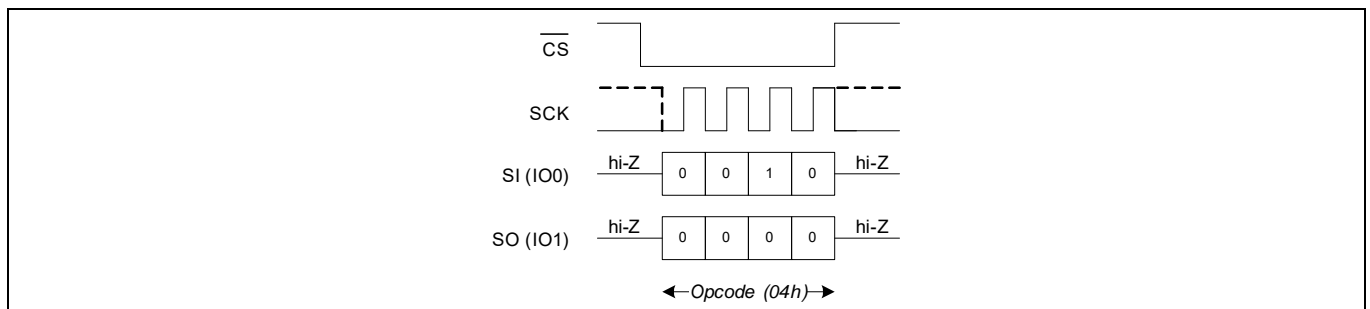 CS
SCK
SI (IO0) hi-Z 0 0 1 0 hi-Z
SO (IO1) hi-Z 0 0 0 0 hi-Z
Opcode (04h)